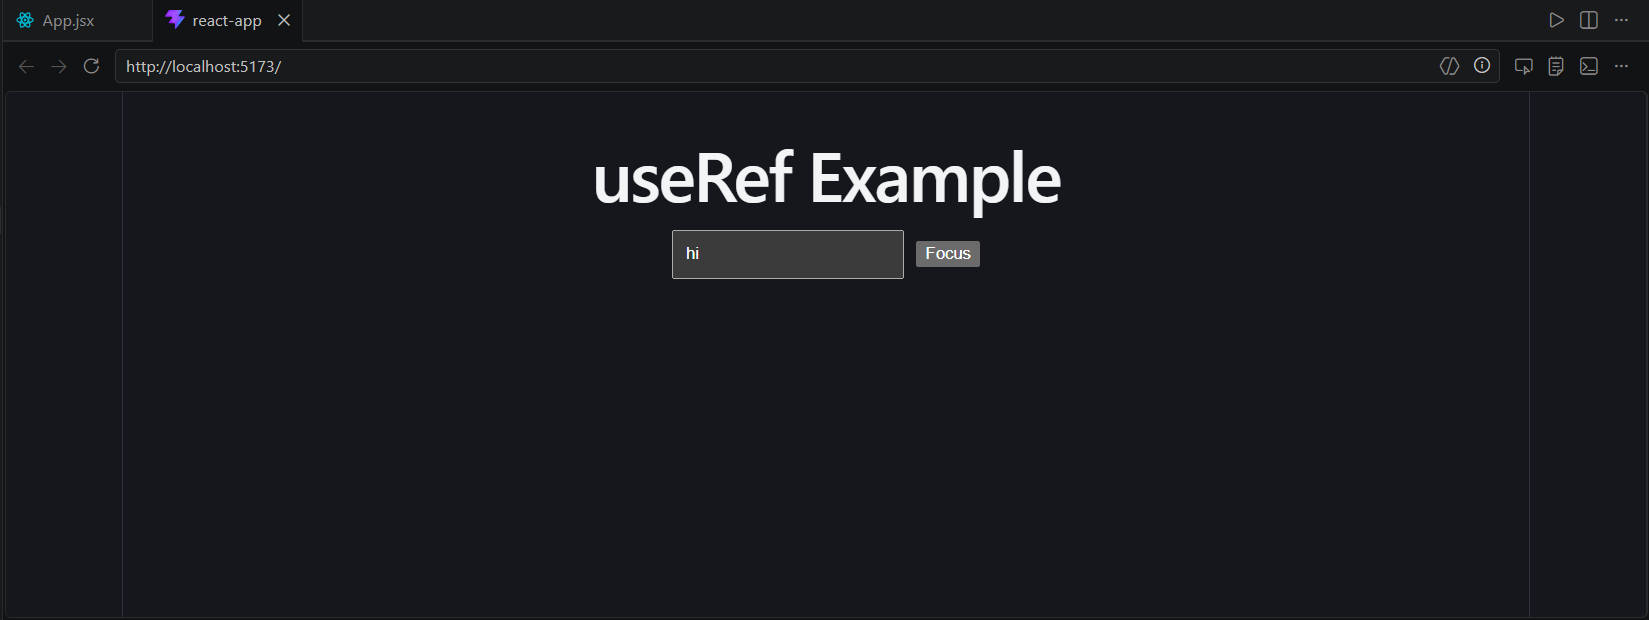 App.jsx
react-app
http://localhost:5173/
useRef Example
hi
Focus